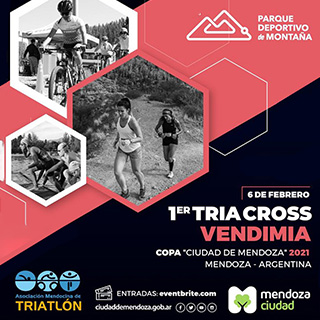 PARQUE
DEPORTIVO
de MONTAÑA
6 DE FEBRERO
1ER TRIA CROSS
VENDIMIA
COPA "CIUDAD DE MENDOZA" 2021
MENDOZA - ARGENTINA
Asociación Mendocina de
TRIATLÓN
ENTRADAS: eventbrite.com
ciudaddemendoza.gob.ar
mendoza
ciudad